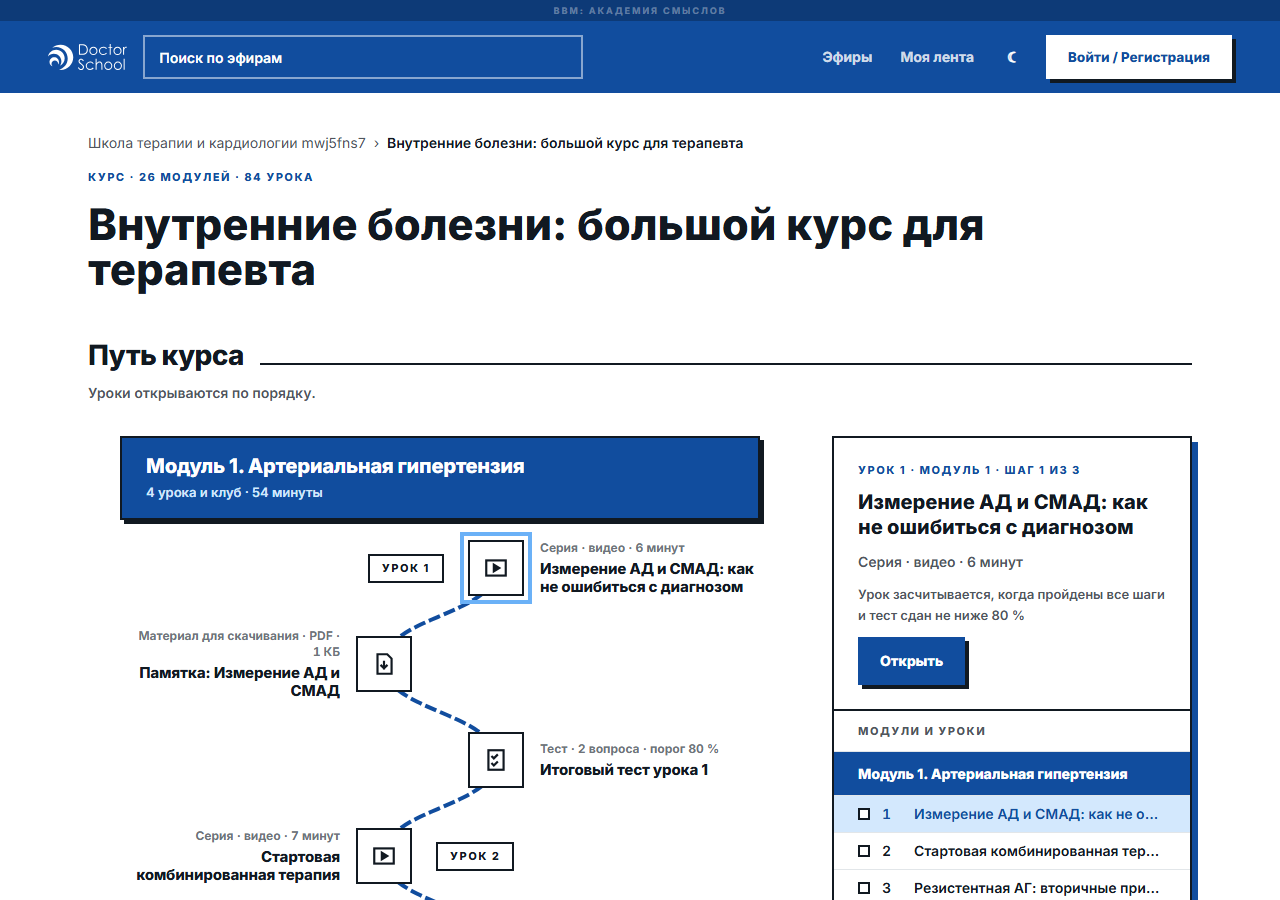 ВВМ: АКАДЕМИЯ СМЫСЛОВ
Doctor School
Поиск по эфирам
Эфиры
Моя лента
Войти / Регистрация
Школа терапии и кардиологии mwj5fns7 › Внутренние болезни: большой курс для терапевта
КУРС · 26 МОДУЛЕЙ · 84 УРОКА
Внутренние болезни: большой курс для
терапевта
Путь курса
Уроки открываются по порядку.
Модуль 1. Артериальная гипертензия
4 урока и клуб · 54 минуты
УРОК 1
Серия · видео · 6 минут
Измерение АД и СМАД: как
не ошибиться с диагнозом
Материал для скачивания · PDF ·
1 КБ
Памятка: Измерение АД и
СМАД
Тест · 2 вопроса · порог 80 %
Итоговый тест урока 1
Серия · видео · 7 минут
Стартовая
комбинированная терапия
УРОК 2
УРОК 1 · МОДУЛЬ 1 · ШАГ 1 ИЗ 3
Измерение АД и СМАД: как
не ошибиться с диагнозом
Серия · видео · 6 минут
Урок засчитывается, когда пройдены все шаги
и тест сдан не ниже 80 %
Открыть
МОДУЛИ И УРОКИ
Модуль 1. Артериальная гипертензия
1 Измерение АД и СМАД: как не о...
2 Стартовая комбинированная тер...
3 Резистентная АГ: вторичные при...